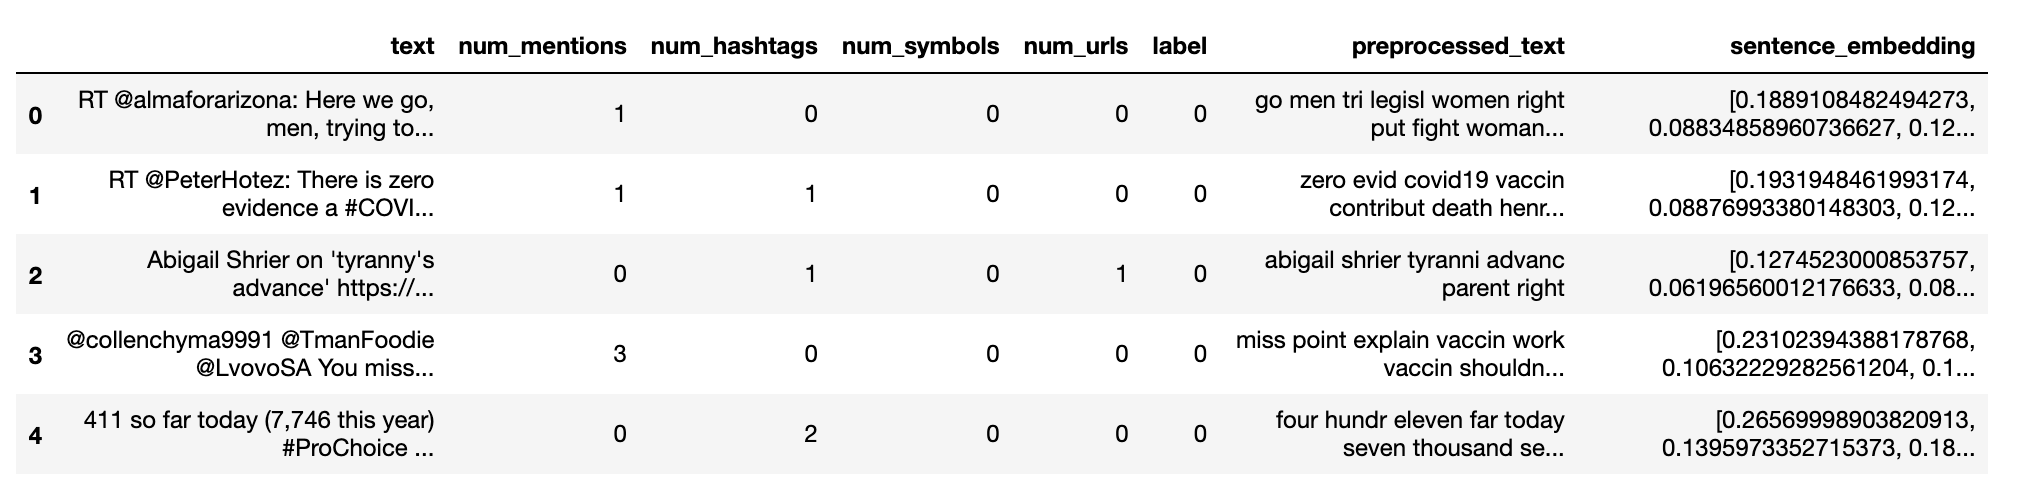 text num_mentions num_hashtags num_symbols num_urls label preprocessed_text sentence_embedding
0 RT @almaforarizona: Here we go, men, trying to... 1 0 0 0 0 go men tri legisl women right put fight woman... [0.1889108482494273, 0.08834858960736627, 0.12...
1 RT @PeterHotez: There is zero evidence a #COVI... 1 1 0 0 0 zero evid covid19 vaccin contribut death henr... [0.1931948461993174, 0.08876993380148303, 0.12...
2 Abigail Shrier on 'tyranny's advance' https://... 0 1 0 1 0 abigail shrier tyranni advanc parent right [0.1274523000853757, 0.06196560012176633, 0.08...
3 @collenchyma9991 @TmanFoodie @LvovoSA You miss... 3 0 0 0 0 miss point explain vaccin work vaccin shouldn... [0.23102394388178768, 0.10632229282561204, 0.1...
4 411 so far today (7,746 this year) #ProChoice ... 0 2 0 0 0 four hundr eleven far today seven thousand se... [0.26569998903820913, 0.1395973352715373, 0.18...